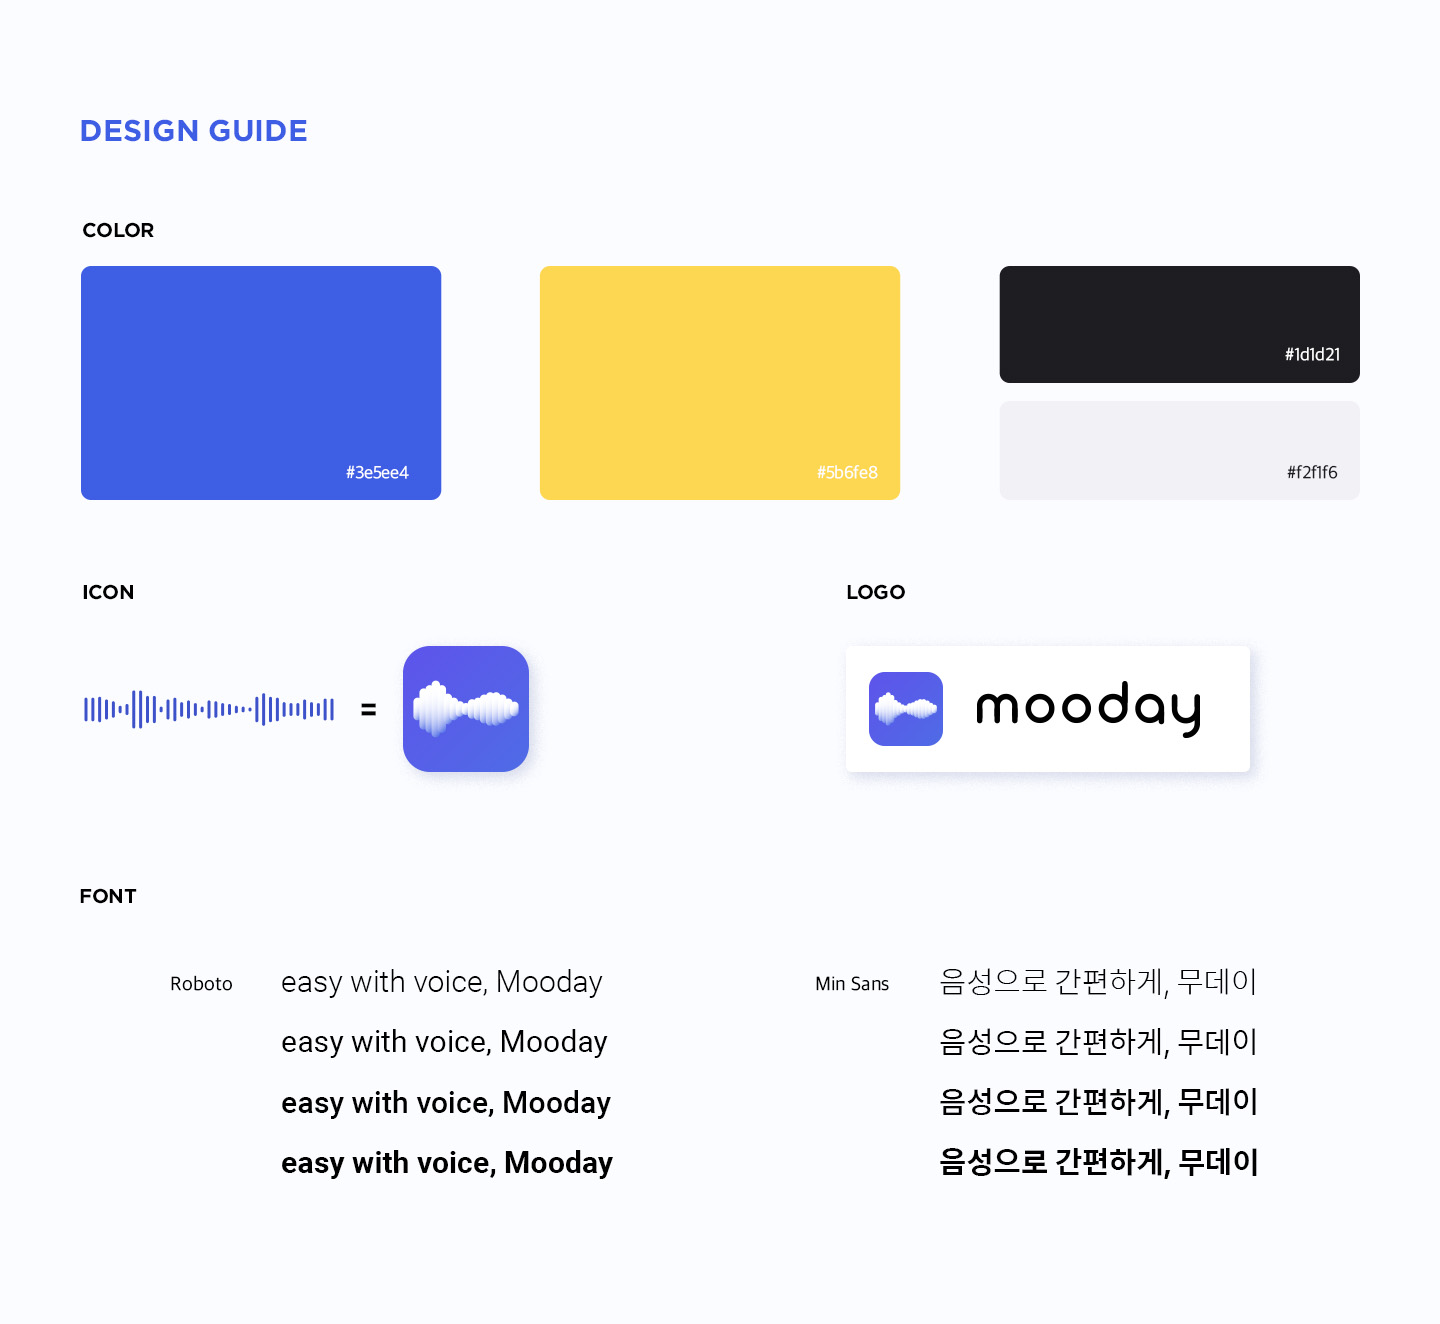 DESIGN GUIDE
COLOR
#3e5ee4
#5b6fe8
#1d1d21
#f2f1f6
ICON
=
LOGO
mooday
FONT
Roboto
easy with voice, Mooday
easy with voice, Mooday
easy with voice, Mooday
easy with voice, Mooday
Min Sans
음성으로 간편하게, 무데이
음성으로 간편하게, 무데이
음성으로 간편하게, 무데이
음성으로 간편하게, 무데이